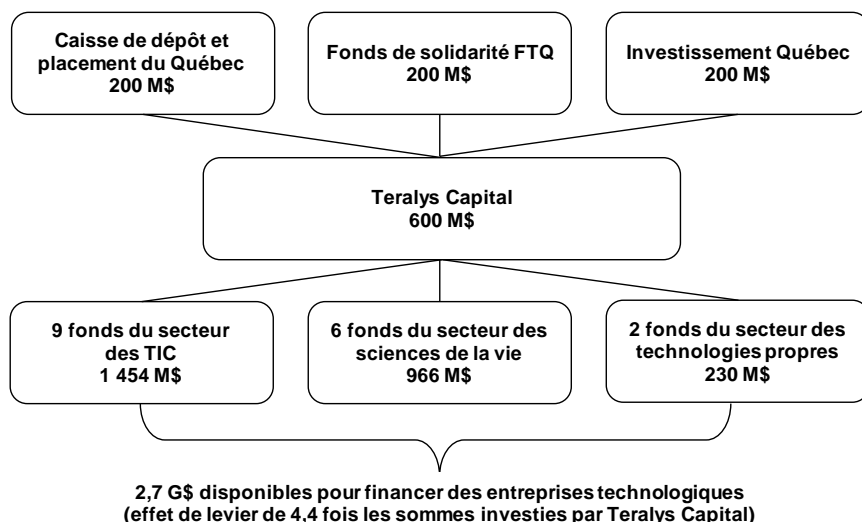 Caisse de dépôt et
placement du Québec
200 M$
Fonds de solidarité FTQ
200 M$
Investissement Québec
200 M$
Teralys Capital
600 M$
9 fonds du secteur
des TIC
1 454 M$
6 fonds du secteur des
sciences de la vie
966 M$
2 fonds du secteur des
technologies propres
230 M$
2,7 G$ disponibles pour financer des entreprises technologiques
(effet de levier de 4,4 fois les sommes investies par Teralys Capital)